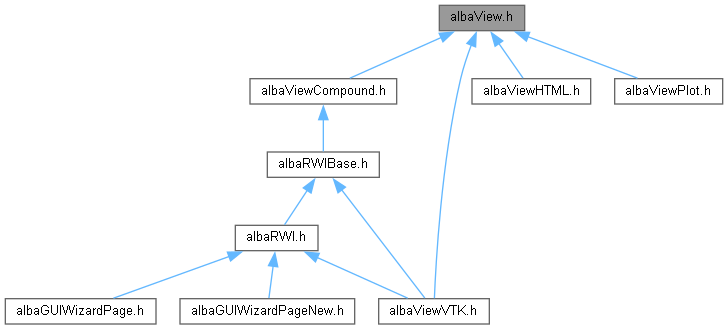 albaView.h
albaViewCompound.h
albaViewHTML.h
albaViewPlot.h
albaRWIBase.h
albaRWI.h
albaGUIWizardPage.h
albaGUIWizardPageNew.h
albaViewVTK.h